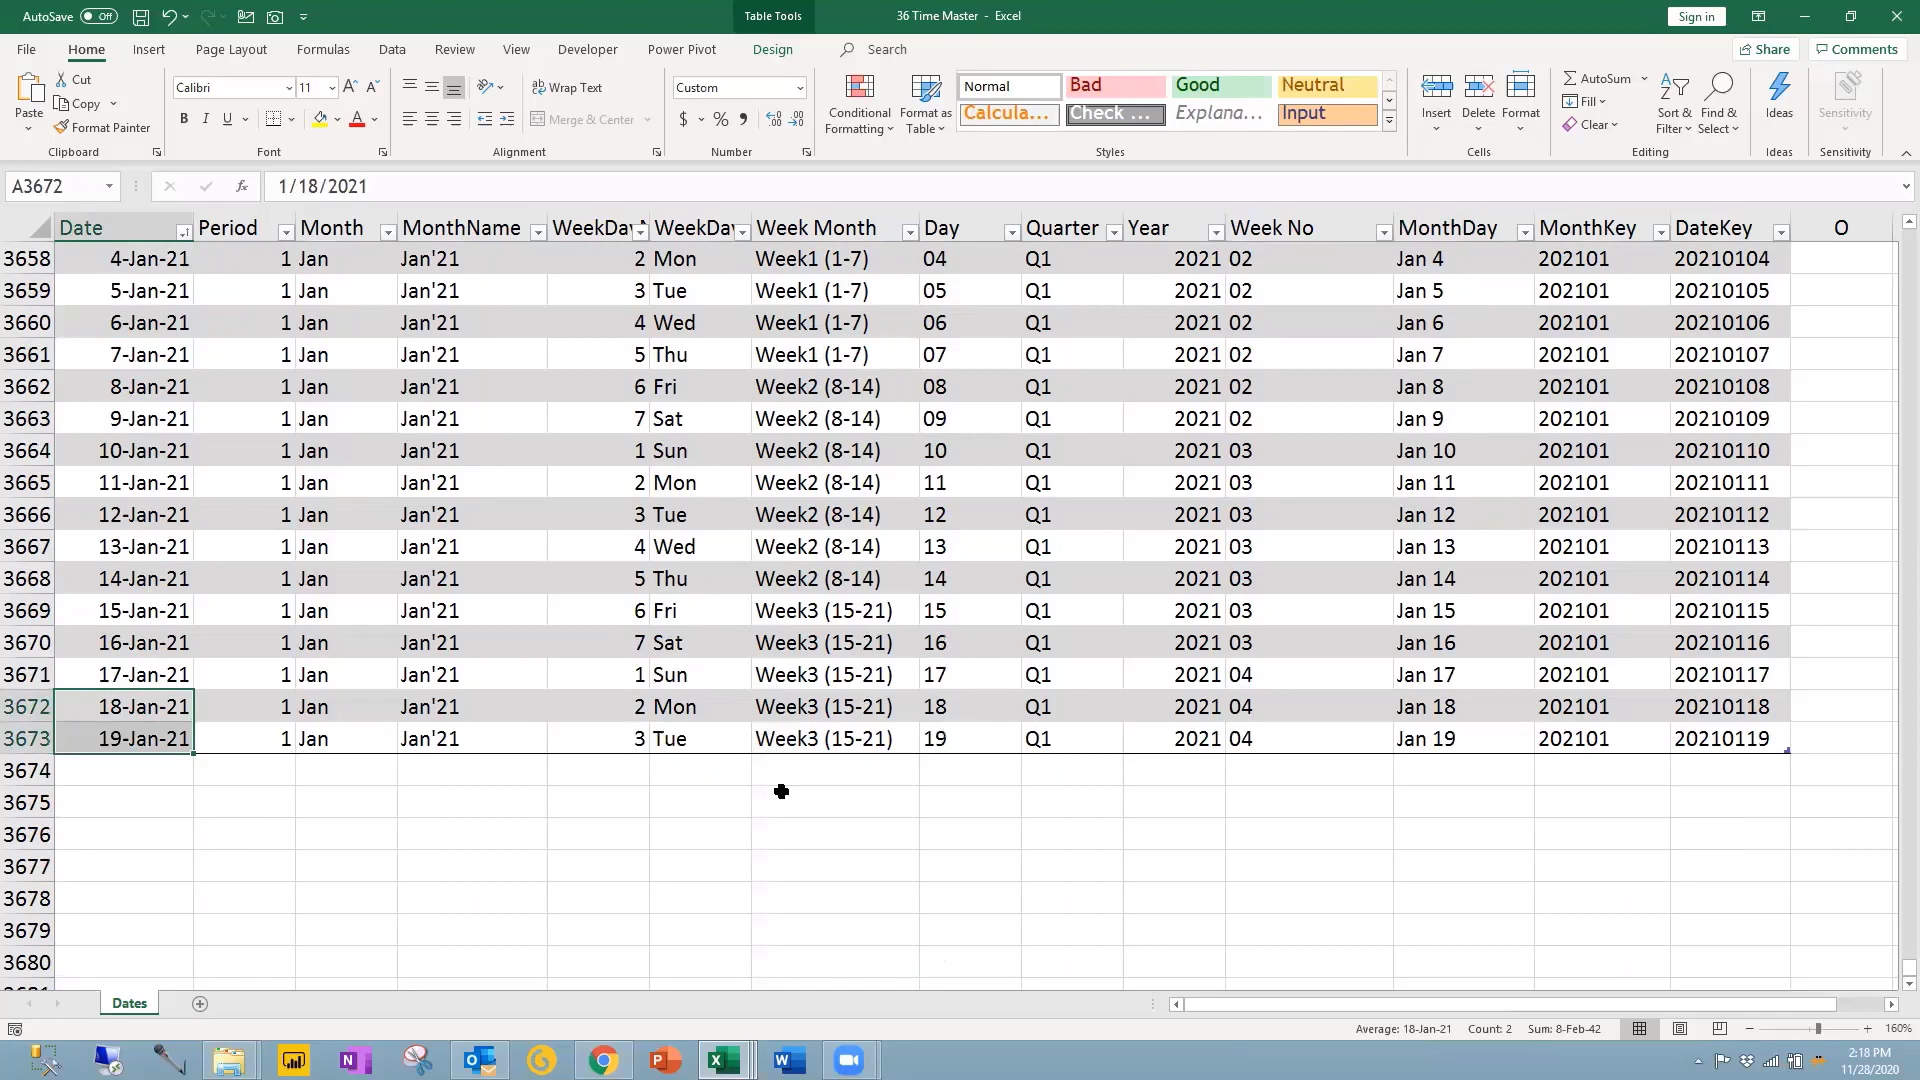 AutoSave Off Table Tools 36 Time Master - Excel Sign in
File Home Insert Page Layout Formulas Data Review View Developer Power Pivot Design Search Share Comments
Paste Cut Copy Format Painter Clipboard
Calibri 11 B I U A A Font
Wrap Text Merge & Center Alignment
Custom $ % Number
Conditional Formatting Format as Table Normal Bad Good Neutral
Calcula... Check ... Explana... Input Styles
Insert Delete Format Cells
AutoSum Fill Clear Sort & Filter Find & Select Editing
Ideas Ideas Sensitivity Sensitivity
A3672 fx 1/18/2021
Date Period Month MonthName WeekDay WeekDay Week Month Day Quarter Year Week No MonthDay MonthKey DateKey O
3658 4-Jan-21 1 Jan Jan'21 2 Mon Week1 (1-7) 04 Q1 2021 02 Jan 4 202101 20210104
3659 5-Jan-21 1 Jan Jan'21 3 Tue Week1 (1-7) 05 Q1 2021 02 Jan 5 202101 20210105
3660 6-Jan-21 1 Jan Jan'21 4 Wed Week1 (1-7) 06 Q1 2021 02 Jan 6 202101 20210106
3661 7-Jan-21 1 Jan Jan'21 5 Thu Week1 (1-7) 07 Q1 2021 02 Jan 7 202101 20210107
3662 8-Jan-21 1 Jan Jan'21 6 Fri Week2 (8-14) 08 Q1 2021 02 Jan 8 202101 20210108
3663 9-Jan-21 1 Jan Jan'21 7 Sat Week2 (8-14) 09 Q1 2021 02 Jan 9 202101 20210109
3664 10-Jan-21 1 Jan Jan'21 1 Sun Week2 (8-14) 10 Q1 2021 03 Jan 10 202101 20210110
3665 11-Jan-21 1 Jan Jan'21 2 Mon Week2 (8-14) 11 Q1 2021 03 Jan 11 202101 20210111
3666 12-Jan-21 1 Jan Jan'21 3 Tue Week2 (8-14) 12 Q1 2021 03 Jan 12 202101 20210112
3667 13-Jan-21 1 Jan Jan'21 4 Wed Week2 (8-14) 13 Q1 2021 03 Jan 13 202101 20210113
3668 14-Jan-21 1 Jan Jan'21 5 Thu Week2 (8-14) 14 Q1 2021 03 Jan 14 202101 20210114
3669 15-Jan-21 1 Jan Jan'21 6 Fri Week3 (15-21) 15 Q1 2021 03 Jan 15 202101 20210115
3670 16-Jan-21 1 Jan Jan'21 7 Sat Week3 (15-21) 16 Q1 2021 03 Jan 16 202101 20210116
3671 17-Jan-21 1 Jan Jan'21 1 Sun Week3 (15-21) 17 Q1 2021 04 Jan 17 202101 20210117
3672 18-Jan-21 1 Jan Jan'21 2 Mon Week3 (15-21) 18 Q1 2021 04 Jan 18 202101 20210118
3673 19-Jan-21 1 Jan Jan'21 3 Tue Week3 (15-21) 19 Q1 2021 04 Jan 19 202101 20210119
3674
3675
3676
3677
3678
3679
3680
Dates
Average: 18-Jan-21 Count: 2 Sum: 8-Feb-42 160%
2:18 PM
11/28/2020